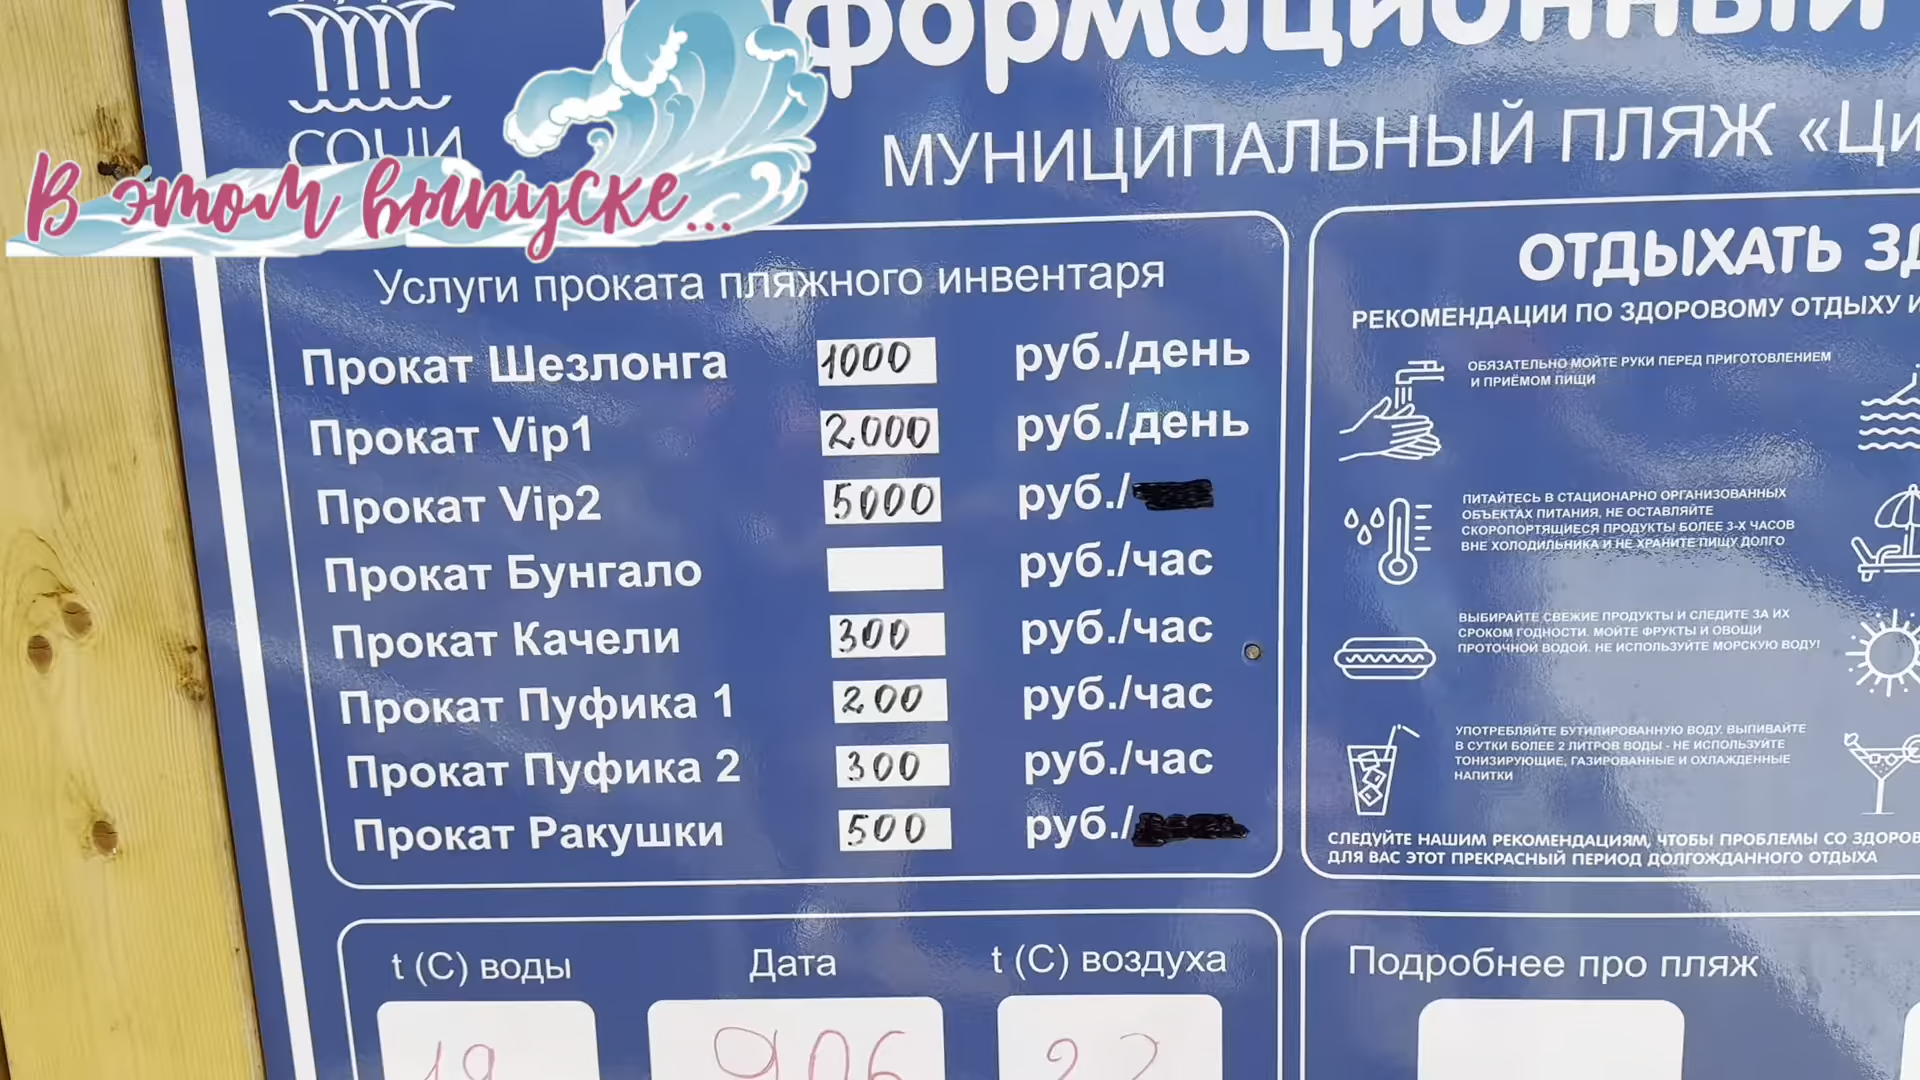 формационный
СОЧИ
В этом выпуске...
МУНИЦИПАЛЬНЫЙ ПЛЯЖ «Ци
Услуги проката пляжного инвентаря
Прокат Шезлонга 1000 руб./день
Прокат Vip1 2000 руб./день
Прокат Vip2 5000 руб./
Прокат Бунгало руб./час
Прокат Качели 300 руб./час
Прокат Пуфика 1 200 руб./час
Прокат Пуфика 2 300 руб./час
Прокат Ракушки 500 руб./
ОТДЫХАТЬ ЗД
РЕКОМЕНДАЦИИ ПО ЗДОРОВОМУ ОТДЫХУ И
ОБЯЗАТЕЛЬНО МОЙТЕ РУКИ ПЕРЕД ПРИГОТОВЛЕНИЕМ
И ПРИЁМОМ ПИЩИ
ПИТАЙТЕСЬ В СТАЦИОНАРНО ОРГАНИЗОВАННЫХ
ОБЪЕКТАХ ПИТАНИЯ, НЕ ОСТАВЛЯЙТЕ
СКОРОПОРТЯЩИЕСЯ ПРОДУКТЫ БОЛЕЕ 3-Х ЧАСОВ
ВНЕ ХОЛОДИЛЬНИКА И НЕ ХРАНИТЕ ПИЩУ ДОЛГО
ВЫБИРАЙТЕ СВЕЖИЕ ПРОДУКТЫ И СЛЕДИТЕ ЗА ИХ
СРОКОМ ГОДНОСТИ. МОЙТЕ ФРУКТЫ И ОВОЩИ
ПРОТОЧНОЙ ВОДОЙ. НЕ ИСПОЛЬЗУЙТЕ МОРСКУЮ ВОДУ!
УПОТРЕБЛЯЙТЕ БУТИЛИРОВАННУЮ ВОДУ. ВЫПИВАЙТЕ
В СУТКИ БОЛЕЕ 2 ЛИТРОВ ВОДЫ - НЕ ИСПОЛЬЗУЙТЕ
ТОНИЗИРУЮЩИЕ, ГАЗИРОВАННЫЕ И ОХЛАЖДЕННЫЕ
НАПИТКИ
СЛЕДУЙТЕ НАШИМ РЕКОМЕНДАЦИЯМ, ЧТОБЫ ПРОБЛЕМЫ СО ЗДОРОВ
ДЛЯ ВАС ЭТОТ ПРЕКРАСНЫЙ ПЕРИОД ДОЛГОЖДАННОГО ОТДЫХА
t (C) воды Дата t (C) воздуха
19 906
Подробнее про пляж